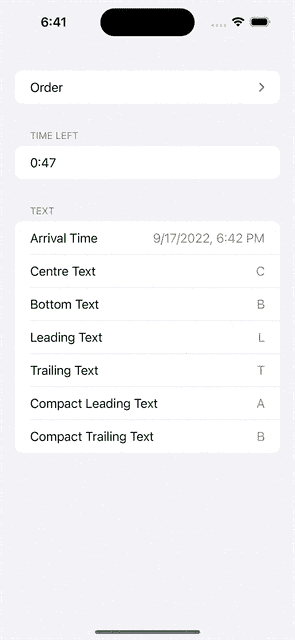 6:41
Order
TIME LEFT
0:47
TEXT
Arrival Time 9/17/2022, 6:42 PM
Centre Text C
Bottom Text B
Leading Text L
Trailing Text T
Compact Leading Text A
Compact Trailing Text B